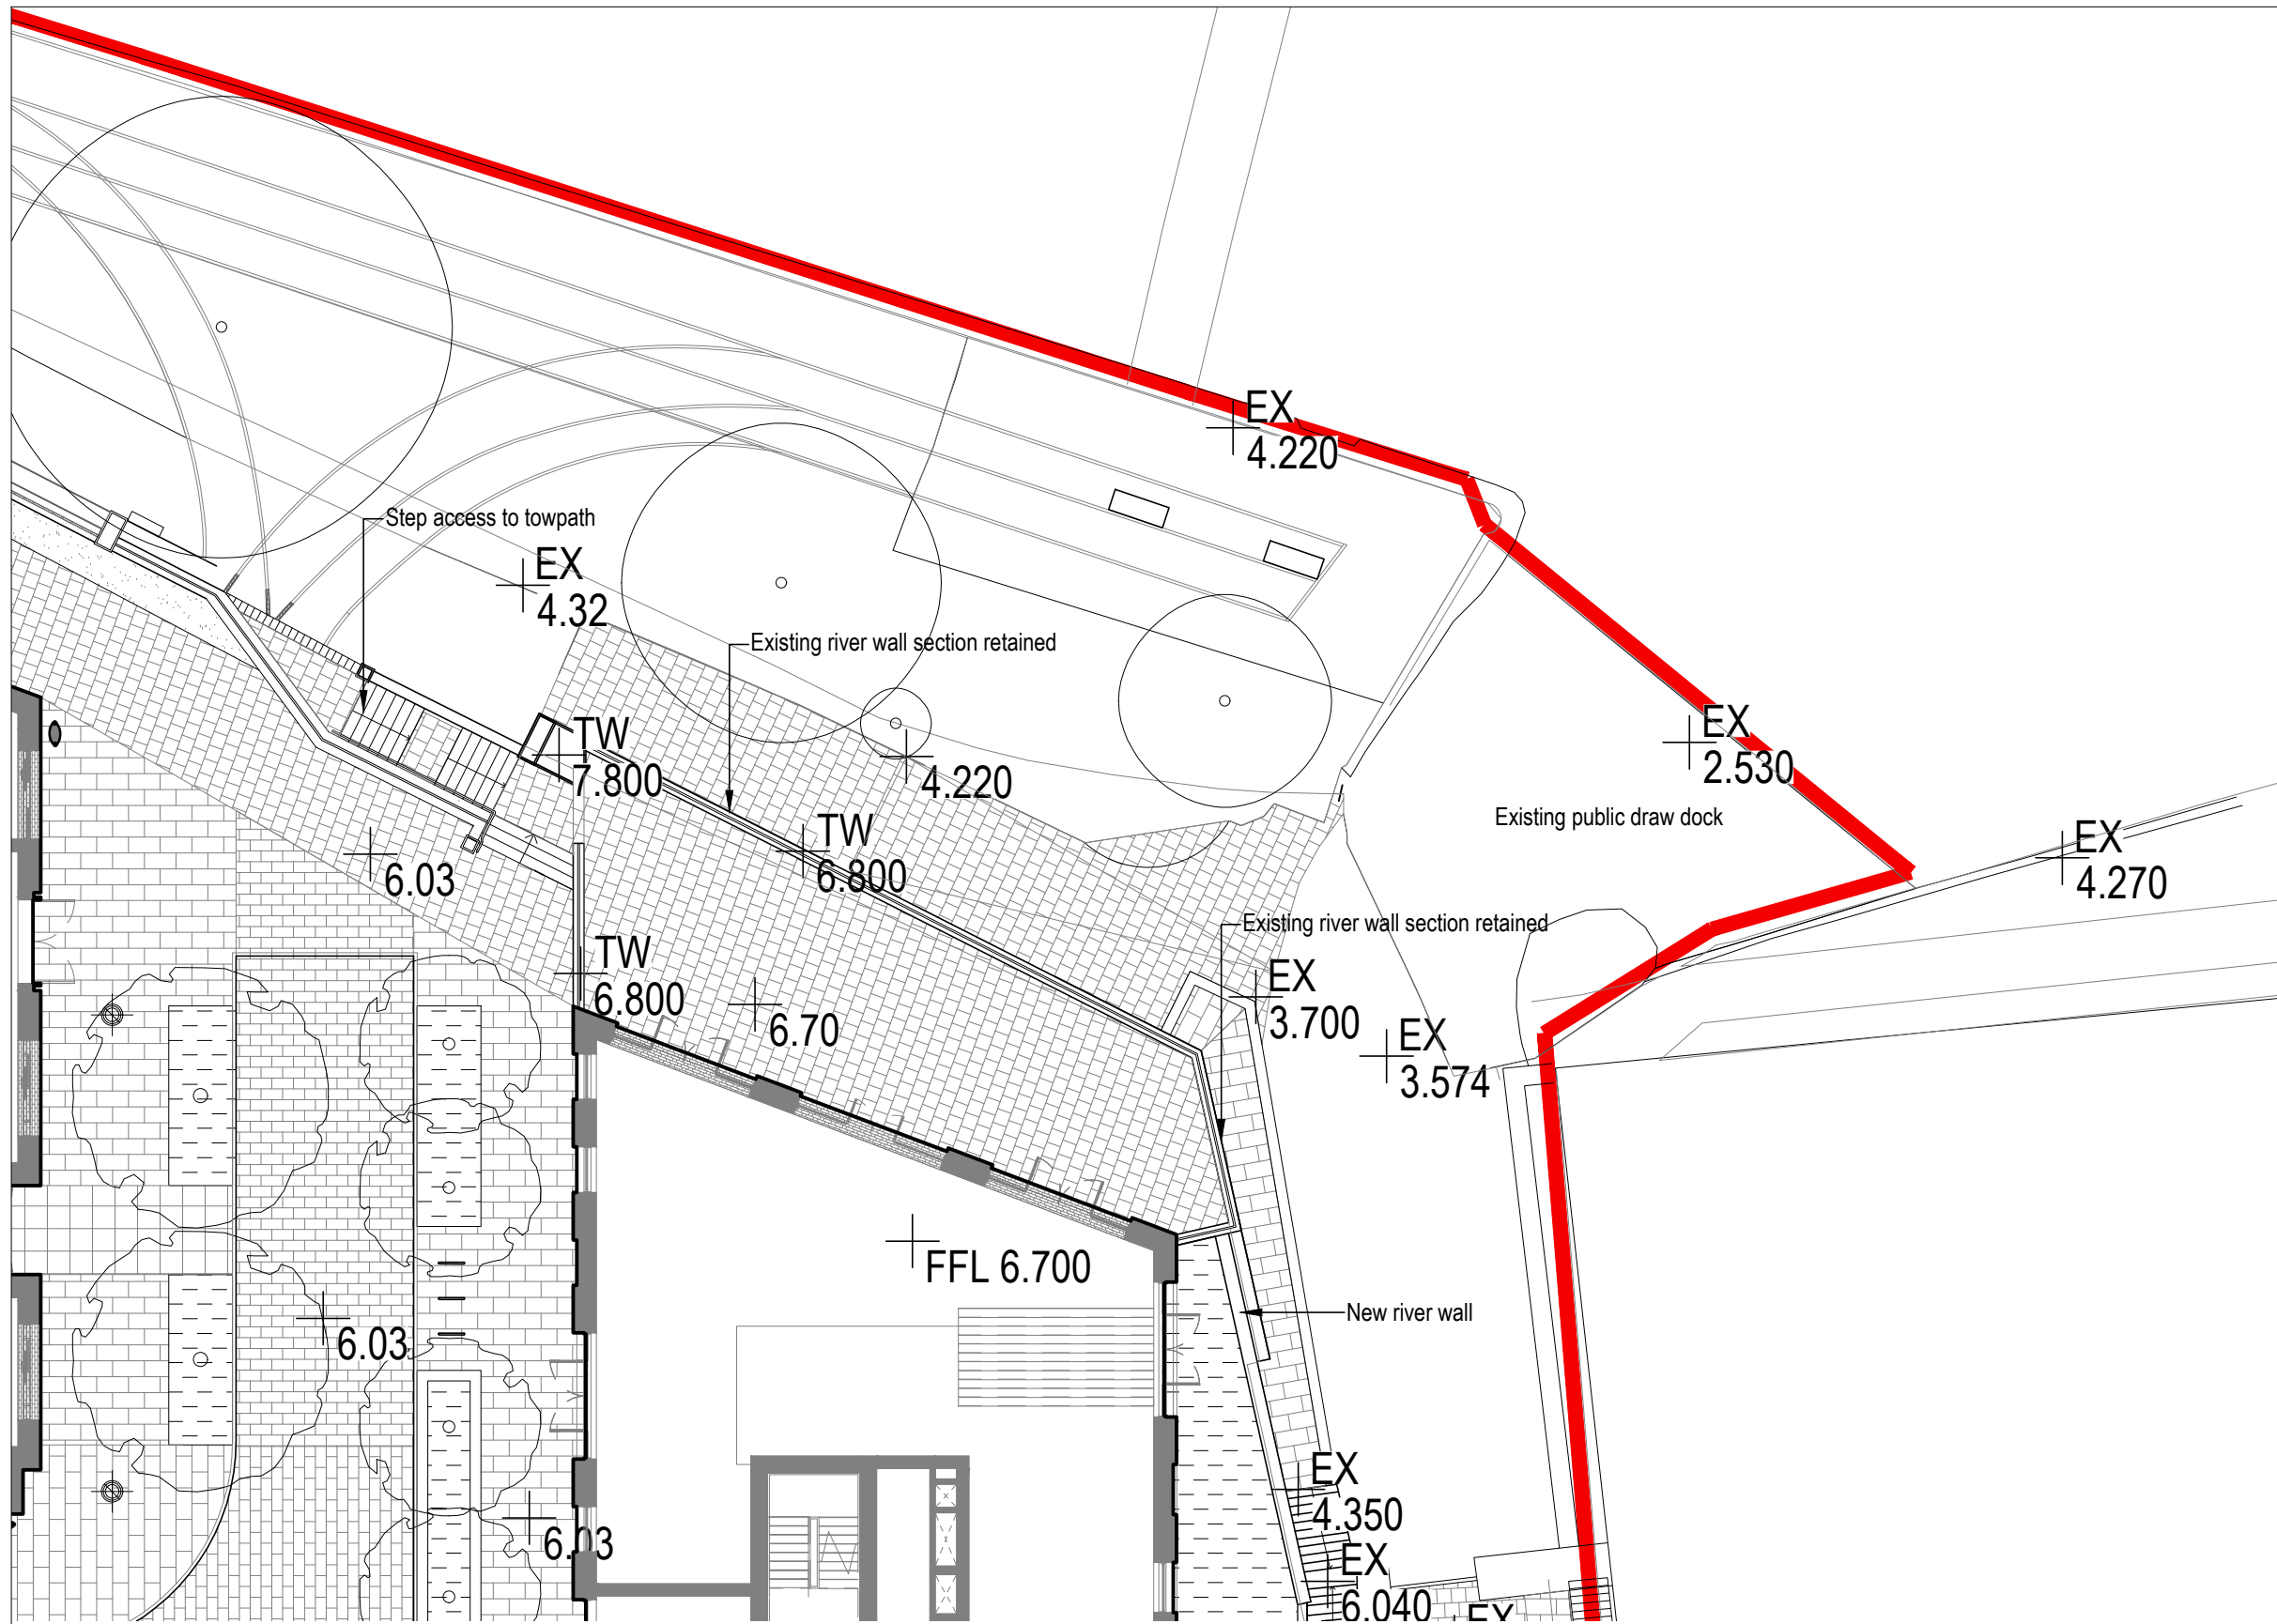 EX
4.220
Step access to towpath
EX
4.32
Existing river wall section retained
EX
2.530
TW
7.800
4.220
Existing public draw dock
TW
6.800
EX
4.270
6.03
Existing river wall section retained
TW
6.800
EX
3.700
6.70
EX
3.574
FFL 6.700
New river wall
6.03
EX
4.350
6.03
EX
6.040
EX